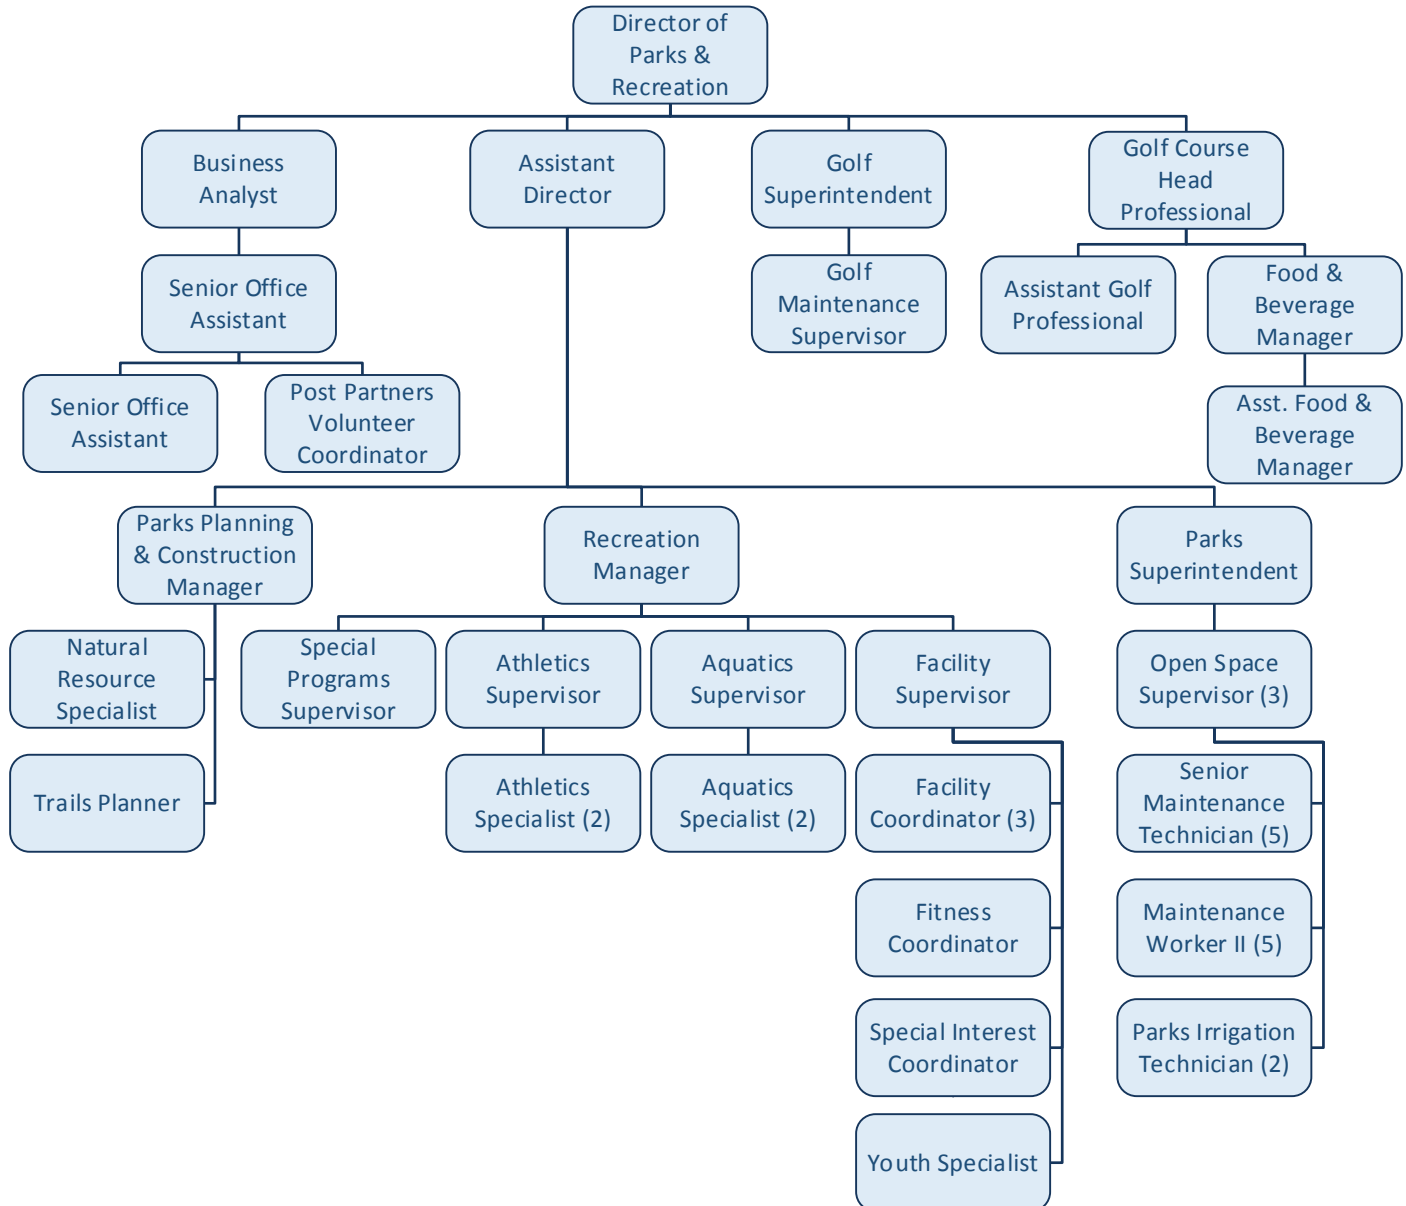 Director of
Parks &
Recreation
Business
Analyst
Assistant
Director
Golf
Superintendent
Golf Course
Head
Professional
Senior Office
Assistant
Golf
Maintenance
Supervisor
Assistant Golf
Professional
Food &
Beverage
Manager
Senior Office
Assistant
Post Partners
Volunteer
Coordinator
Asst. Food &
Beverage
Manager
Parks Planning
& Construction
Manager
Recreation
Manager
Parks
Superintendent
Natural
Resource
Specialist
Special
Programs
Supervisor
Athletics
Supervisor
Aquatics
Supervisor
Facility
Supervisor
Open Space
Supervisor (3)
Trails Planner
Athletics
Specialist (2)
Aquatics
Specialist (2)
Facility
Coordinator (3)
Senior
Maintenance
Technician (5)
Fitness
Coordinator
Maintenance
Worker II (5)
Special Interest
Coordinator
Parks Irrigation
Technician (2)
Youth Specialist